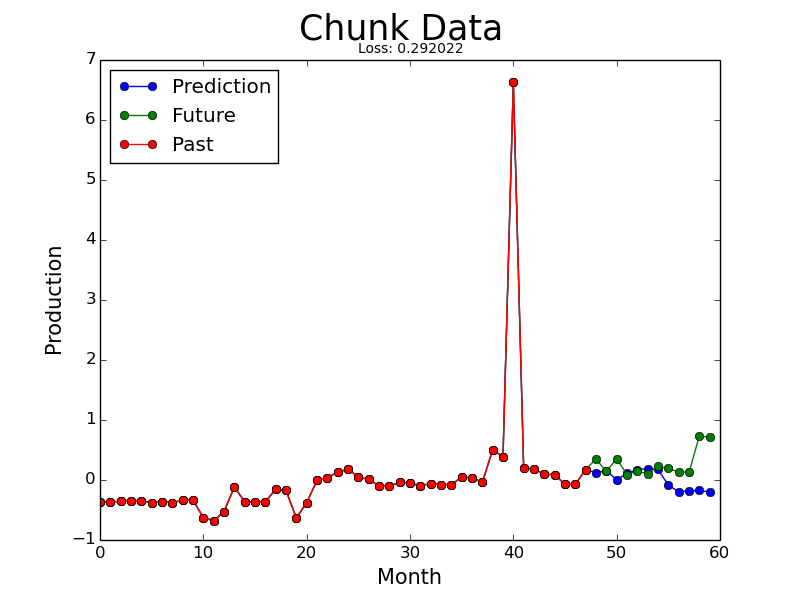 Chunk Data
Loss: 0.292022
Prediction
Future
Past
7
6
5
4
3
2
1
0
−1
Production
0 10 20 30 40 50 60
Month